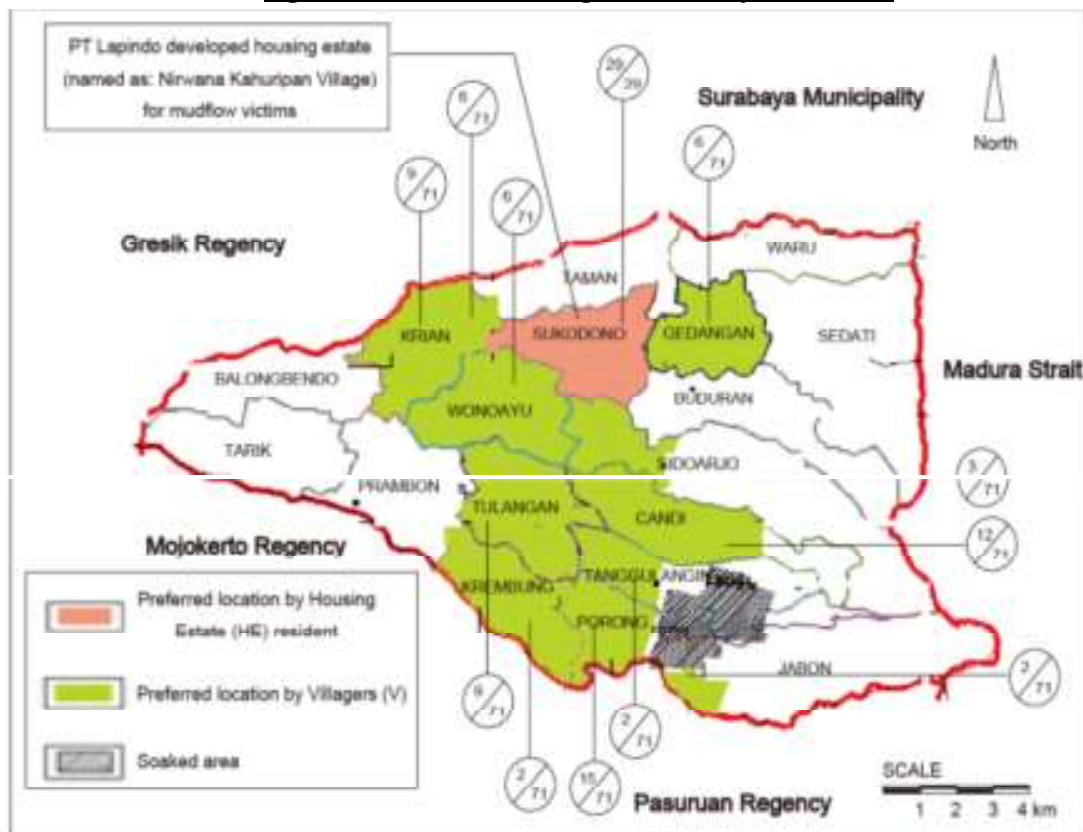 PT Lapindo developed housing estate
(named as: Nirwana Kahuripan Village)
for mudflow victims
Surabaya Municipality
North
29/
6/71
9/71
6/71
Gresik Regency
WARU
TAMAN
KRIAN
SUKODONO
GEDANGAN
SEDATI
BALONGBENDO
Madura Strait
BUDURAN
WONOAYU
TARIK
SIDOARJO
3/71
PRAMBON
TULANGAN
CANDI
Mojokerto Regency
12/71
TANGGULANGIN
KREMBUNG
PORONG
JABON
Preferred location by Housing
Estate (HE) resident
Preferred location by Villagers (V)
Soaked area
9/71
2/71
2/71
2/71
15/71
Pasuruan Regency
SCALE
1 2 3 4 km